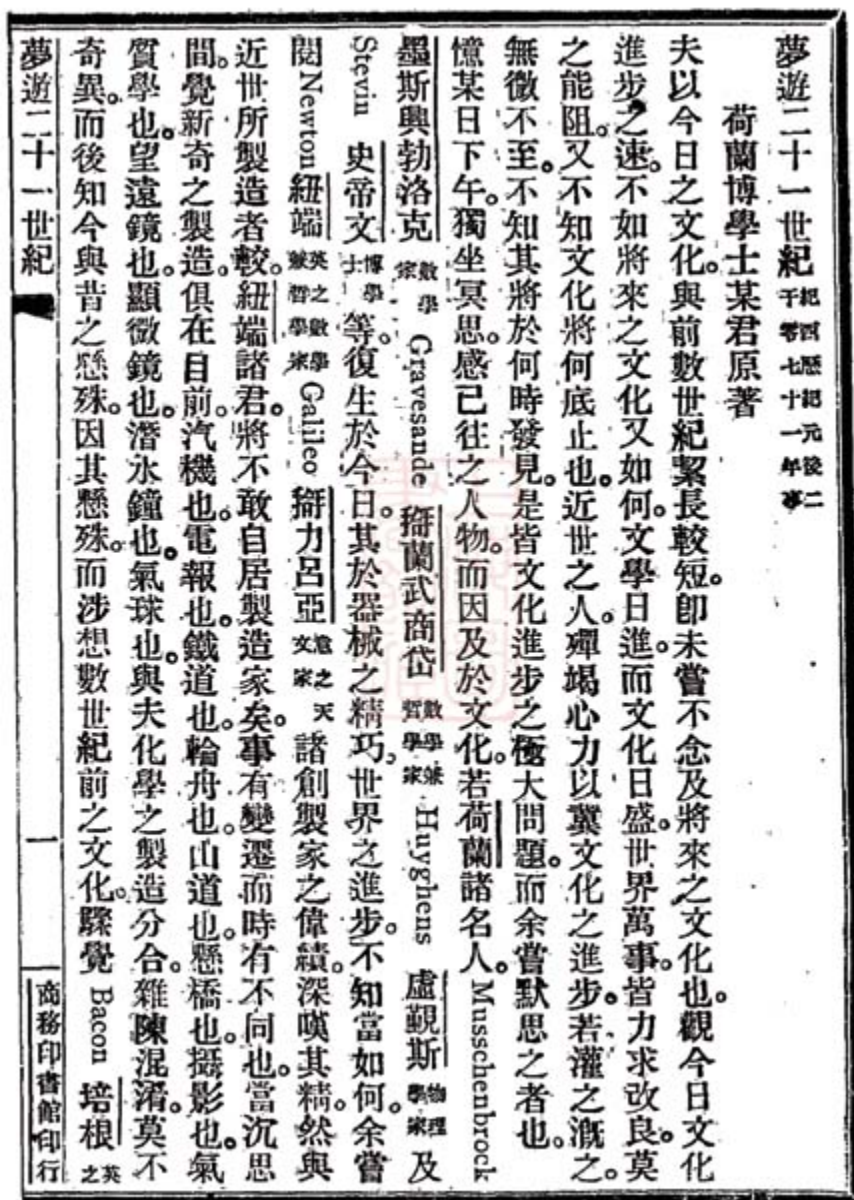 夢遊二十一世紀 紀西歷紀元後二千零七十一年事
荷蘭博學士某君原著
夫以今日之文化。與前數世紀絜長較短。卽未嘗不念及將來之文化也。觀今日文化
進步之速。不如將來之文化又如何。文學日進。而文化日盛。世界萬事。皆力求改良。莫
之能阻。又不知文化將何底止也。近世之人。殫竭心力以冀文化之進步。若灌之溉之。
無微不至。不知其將於何時發見。是皆文化進步之極大問題。而余嘗默思之者也。
憶某日下午。獨坐冥思。感已往之人物。而因及於文化。若荷蘭諸名人。Musschenbrock
墨斯興勃洛克 數學家 Gravesande 搿蘭武商岱 數學兼哲學家 Huyghens 盧覲斯 物理學家 及
Stevin 史帝文 博學士 等。復生於今日。其於器械之精巧。世界之進步。不知當如何。余嘗
閱 Newton 紐端 英之數學兼哲學家 Galileo 搿力呂亞 意之天文家 諸創製家之偉績。深嘆其精。然與
近世所製造者較。紐端諸君。將不敢自居製造家矣。事有變遷。而時有不同也。當沉思
間。覺新奇之製造。俱在目前。汽機也。電報也。鐵道也。輪舟也。山道也。懸橋也。攝影也。氣
質學也。望遠鏡也。顯微鏡也。潛水鐘也。氣球也。與夫化學之製造分合。雜陳混淆。莫不
奇異。而後知今與昔之懸殊。因其懸殊。而涉想數世紀前之文化。驟覺 Bacon 培根 英之
夢遊二十一世紀
一
商務印書館印行